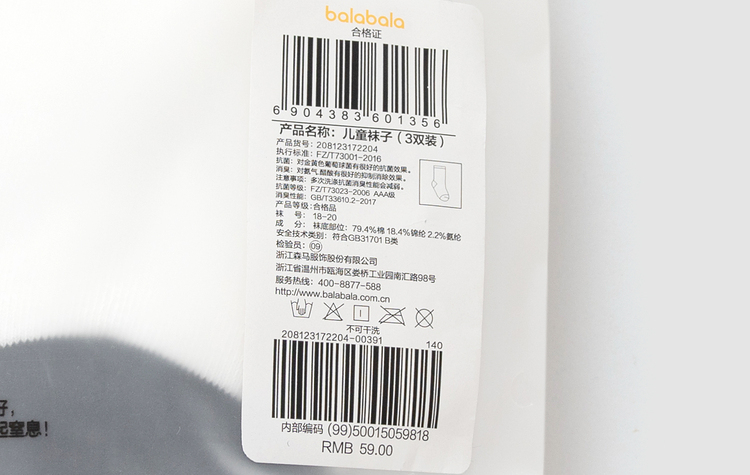 balabala
合格证
6 904383 601356
产品名称：儿童袜子（3双装）
产品货号：208123172204
执行标准：FZ/T73001-2016
抗菌：对金黄色葡萄球菌有很好的抗菌效果。
消臭：对氨气,醋酸有很好的抑制消除效果。
注意事项：多次洗涤抗菌消臭性能会减弱。
抗菌等级：FZ/T73023-2006 AAA级
消臭性能：GB/T33610.2-2017
产品等级:合格品
袜 号：18-20
成 分：袜底部位：79.4%棉 18.4%锦纶 2.2%氨纶
安全技术类别：符合GB31701 B类
检验员：09
浙江森马服饰股份有限公司
浙江省温州市瓯海区娄桥工业园南汇路98号
服务热线：400-8877-588
http://www.balabala.com.cn
不可干洗
208123172204-00391 140
内部编码 (99)50015059818
RMB 59.00
子，
起窒息！